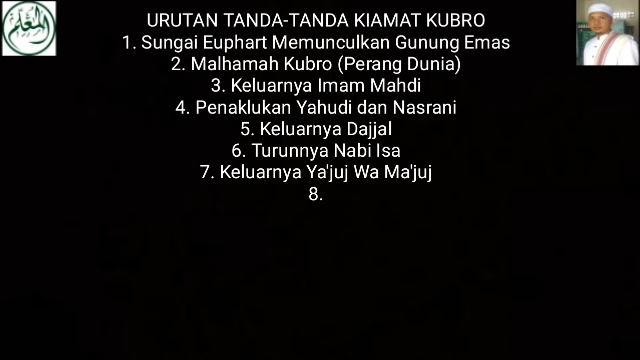 المعلم
URUTAN TANDA-TANDA KIAMAT KUBRO
1. Sungai Euphart Memunculkan Gunung Emas
2. Malhamah Kubro (Perang Dunia)
3. Keluarnya Imam Mahdi
4. Penaklukan Yahudi dan Nasrani
5. Keluarnya Dajjal
6. Turunnya Nabi Isa
7. Keluarnya Ya'juj Wa Ma'juj
8.